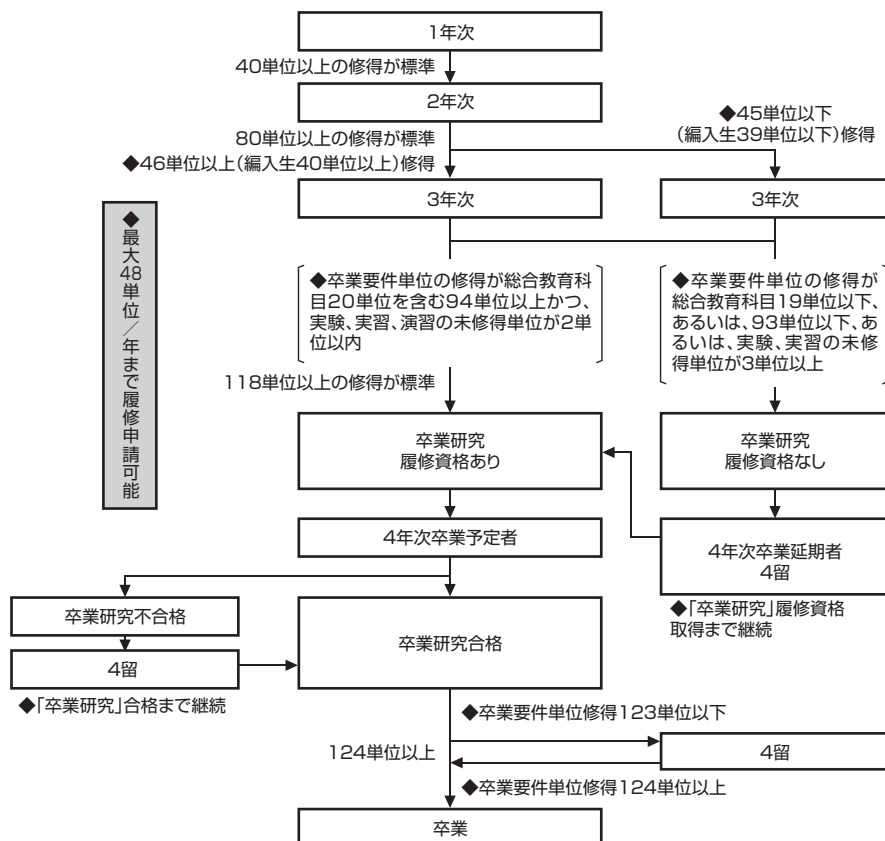 1年次
40単位以上の修得が標準
2年次
80単位以上の修得が標準
◆46単位以上(編入生40単位以上)修得
◆45単位以下
(編入生39単位以下)修得
3年次
3年次
◆最大48単位/年まで履修申請可能
◆卒業要件単位の修得が総合教育科
目20単位を含む94単位以上かつ、
実験、実習、演習の未修得単位が2単
位以内
◆卒業要件単位の修得が
総合教育科目19単位以下、
あるいは、93単位以下、あ
るいは、実験、実習の未修
得単位が3単位以上
118単位以上の修得が標準
卒業研究
履修資格あり
卒業研究
履修資格なし
4年次卒業予定者
4年次卒業延期者
4留
◆「卒業研究」履修資格
取得まで継続
卒業研究不合格
4留
◆「卒業研究」合格まで継続
卒業研究合格
◆卒業要件単位修得123単位以下
124単位以上
4留
◆卒業要件単位修得124単位以上
卒業